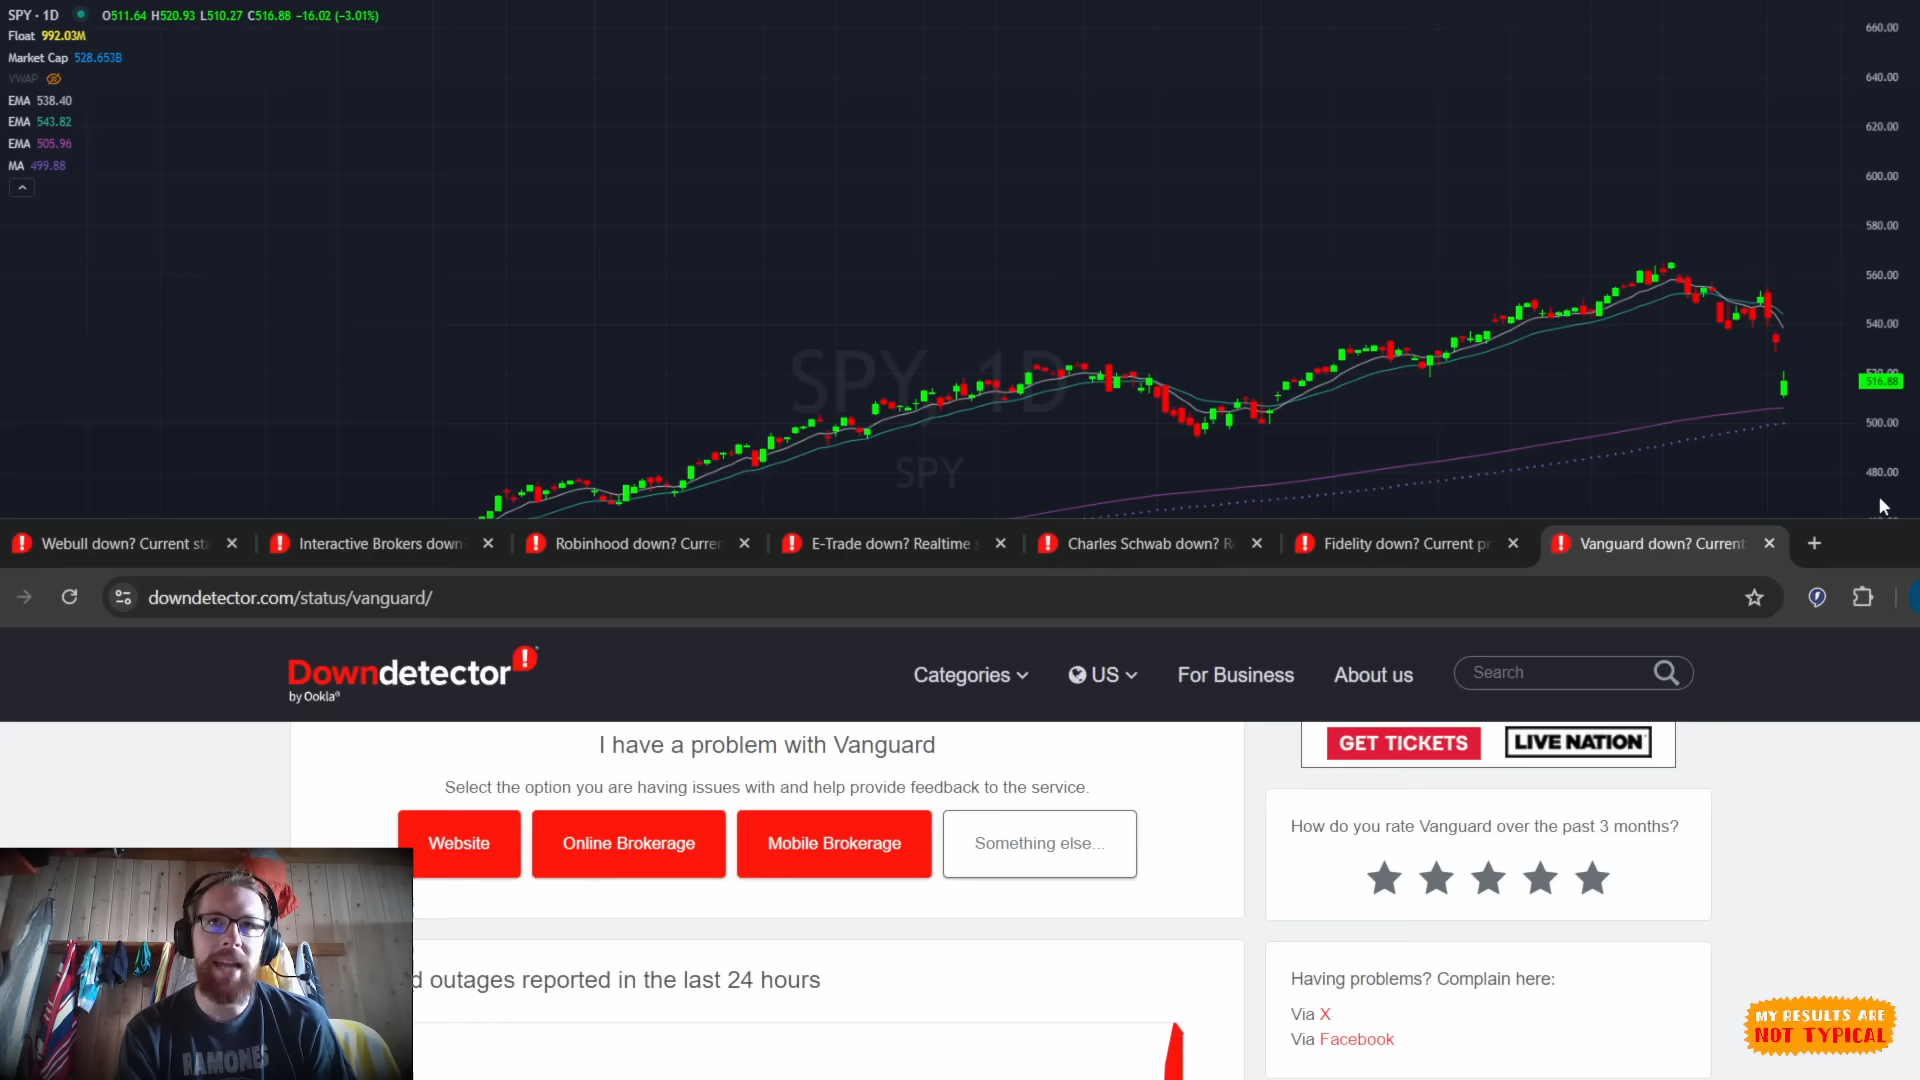 SPY · 1D O511.64 H520.93 L510.27 C516.88 −16.02 (−3.01%)
Float 992.03M
Market Cap 528.653B
VWAP
EMA 538.40
EMA 543.82
EMA 505.96
MA 499.88
660.00
640.00
620.00
600.00
580.00
560.00
540.00
520.00
516.88
500.00
480.00
SPY, 1D
SPY
Webull down? Current sta
Interactive Brokers down
Robinhood down? Curren
E-Trade down? Realtime s
Charles Schwab down? Re
Fidelity down? Current pr
Vanguard down? Current
downdetector.com/status/vanguard/
Downdetector
by Ookla®
Categories
US
For Business
About us
Search
I have a problem with Vanguard
Select the option you are having issues with and help provide feedback to the service.
Website
Online Brokerage
Mobile Brokerage
Something else...
GET TICKETS
LIVE NATION
How do you rate Vanguard over the past 3 months?
d outages reported in the last 24 hours
Having problems? Complain here:
Via X
Via Facebook
RAMONES
MY RESULTS ARE
NOT TYPICAL